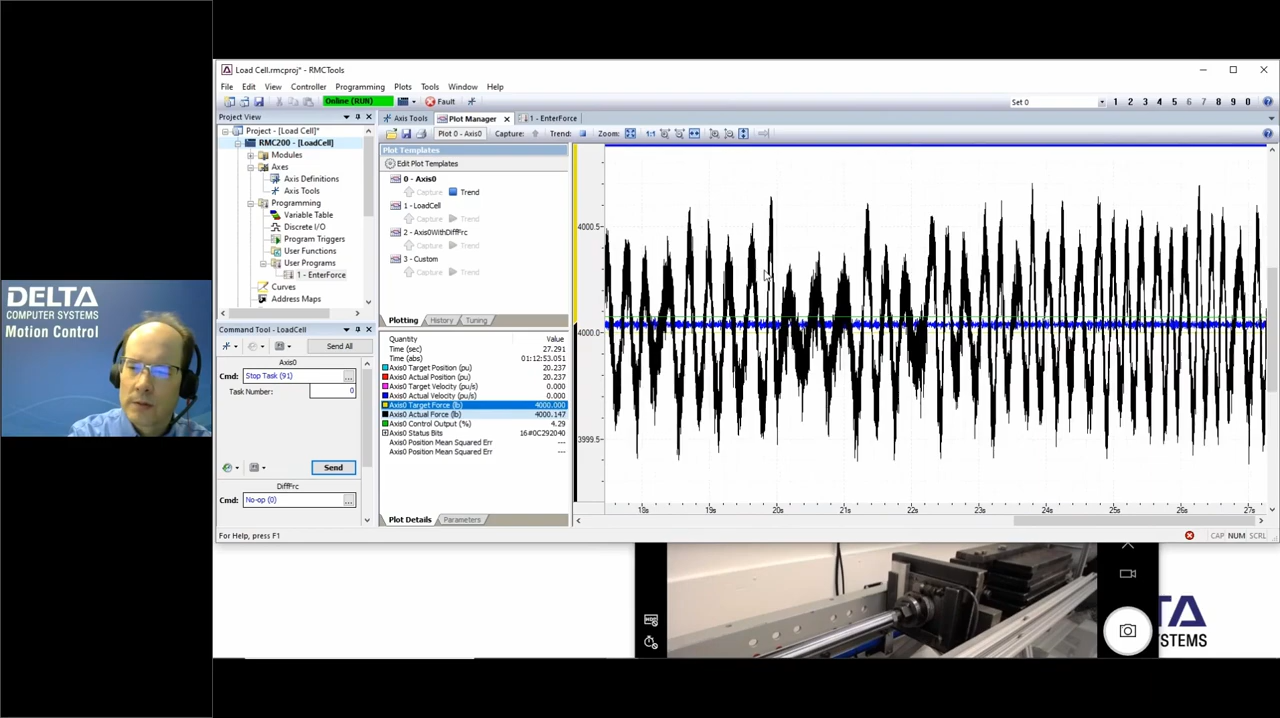 Load Cell.rmcproj* - RMCTools
File Edit View Controller Programming Plots Tools Window Help
Online (RUN) Fault Set 0 1 2 3 4 5 6 7 8 9 0
Project View
Project - [Load Cell]*
RMC200 - [LoadCell]
Modules
Axes
Axis Definitions
Axis Tools
Programming
Variable Table
Discrete I/O
Program Triggers
User Functions
User Programs
1 - EnterForce
Curves
Address Maps
Command Tool - LoadCell
Send All
Axis0
Cmd: Stop Task (91) ...
Task Number: 0
Send
DiffFrc
Cmd: No-op (0) ...
Axis Tools Plot Manager 1 - EnterForce
Plot 0 - Axis0 Capture: Trend: Zoom: 1:1
Plot Templates
Edit Plot Templates
0 - Axis0
Capture Trend
1 - LoadCell
Capture Trend
2 - Axis0WithDiffFrc
Capture Trend
3 - Custom
Capture Trend
Plotting History Tuning
Quantity Value
Time (sec) 27.291
Time (abs) 01:12:53.051
Axis0 Target Position (pu) 20.237
Axis0 Actual Position (pu) 20.237
Axis0 Target Velocity (pu/s) 0.000
Axis0 Actual Velocity (pu/s) 0.000
Axis0 Target Force (lb) 4000.000
Axis0 Actual Force (lb) 4000.147
Axis0 Control Output (%) 4.29
Axis0 Status Bits 16#0C292040
Axis0 Position Mean Squared Err ---
Axis0 Position Mean Squared Err ---
Plot Details Parameters
4000.5
4000.0
3999.5
18s 19s 20s 21s 22s 23s 24s 25s 26s 27s
For Help, press F1
CAP NUM SCRL
DELTA
COMPUTER SYSTEMS
Motion Control
TA
SYSTEMS